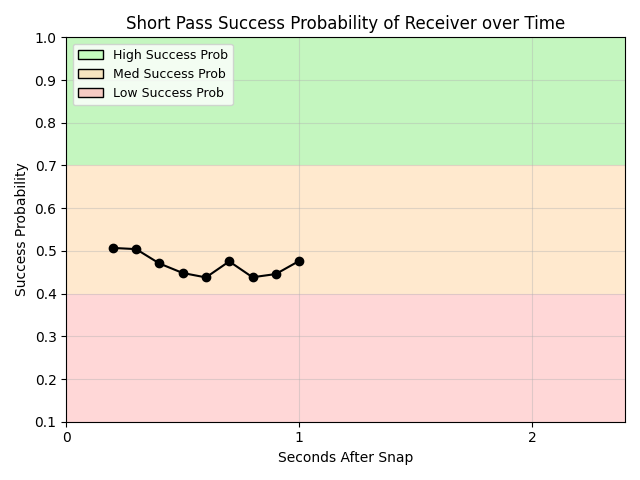 Short Pass Success Probability of Receiver over Time
1.0
0.9
0.8
0.7
0.6
0.5
0.4
0.3
0.2
0.1
High Success Prob
Med Success Prob
Low Success Prob
Success Probability
0 1 2
Seconds After Snap